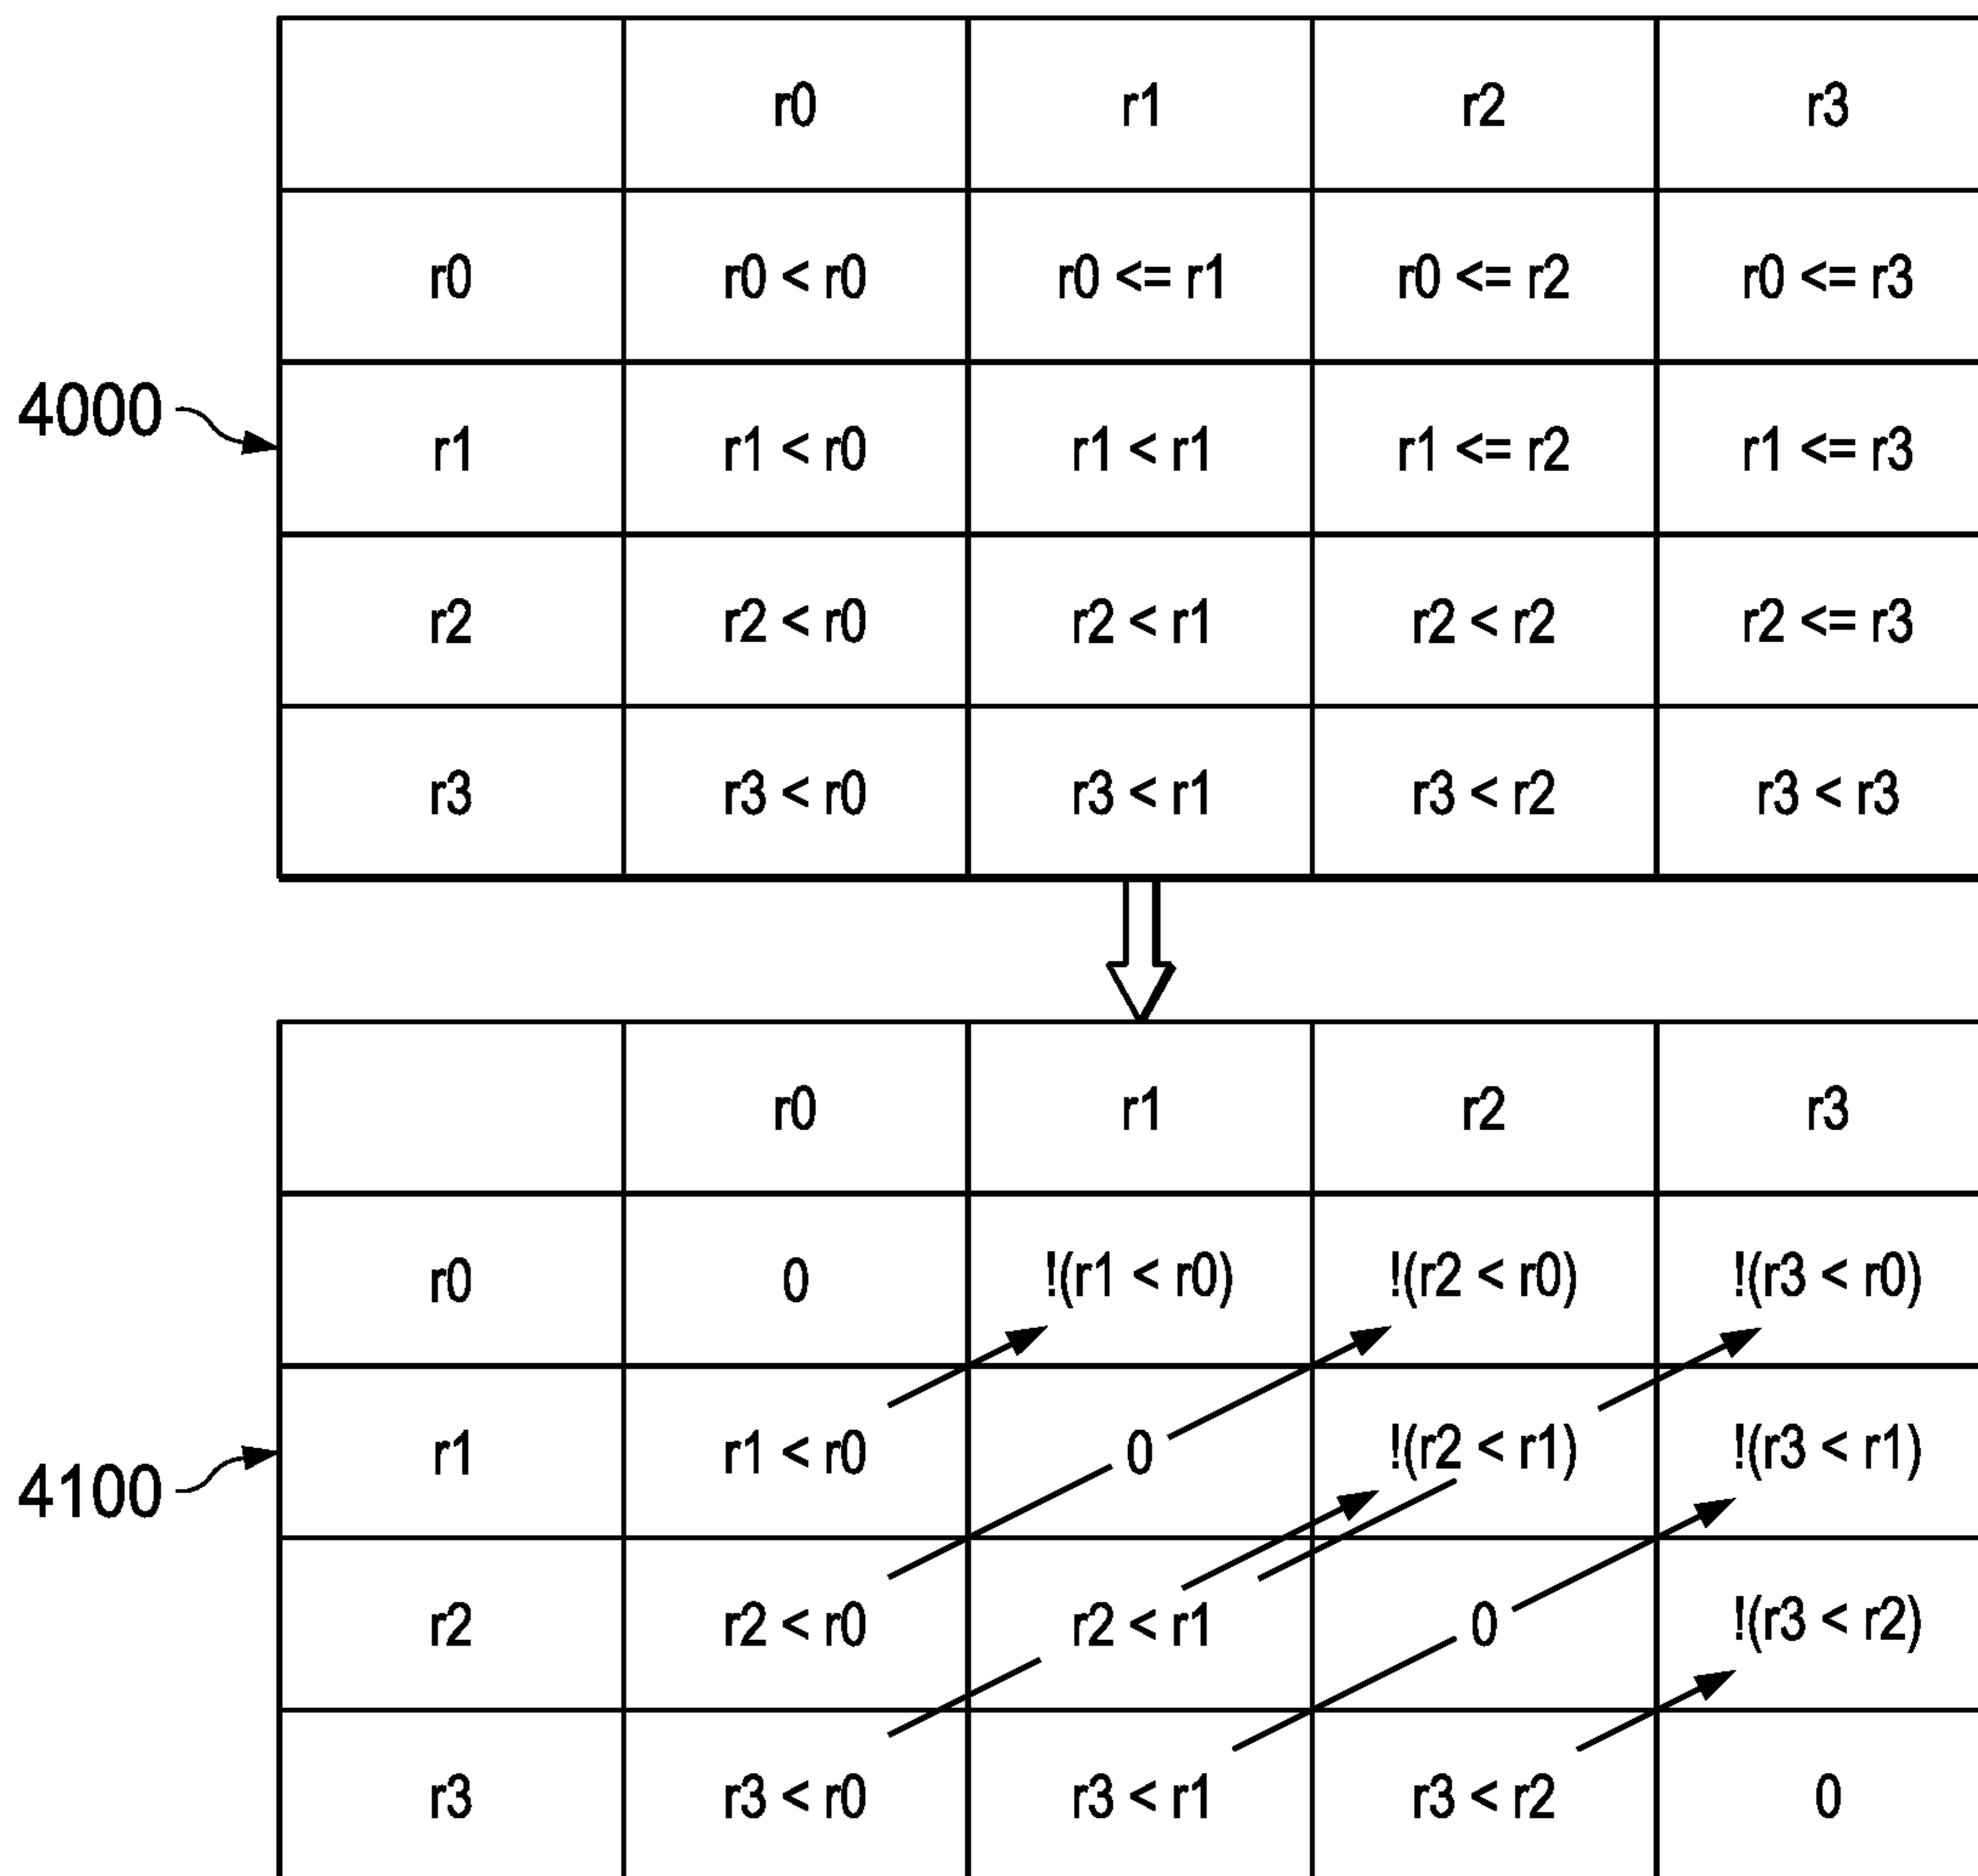 r0 r1 r2 r3
r0 r0 < r0 r0 <= r1 r0 <= r2 r0 <= r3
4000
r1 r1 < r0 r1 < r1 r1 <= r2 r1 <= r3
r2 r2 < r0 r2 < r1 r2 < r2 r2 <= r3
r3 r3 < r0 r3 < r1 r3 < r2 r3 < r3
r0 r1 r2 r3
r0 0 !(r1 < r0) !(r2 < r0) !(r3 < r0)
r1 r1 < r0 0 !(r2 < r1) !(r3 < r1)
4100
r2 r2 < r0 r2 < r1 0 !(r3 < r2)
r3 r3 < r0 r3 < r1 r3 < r2 0